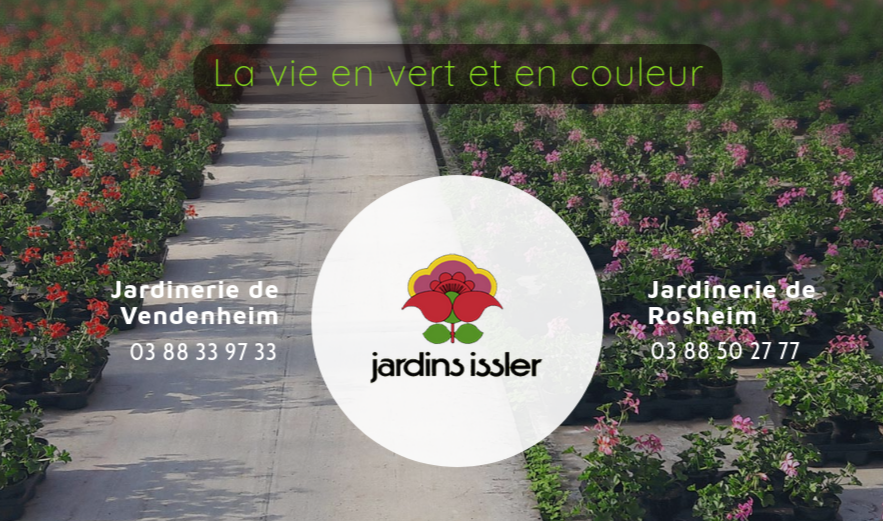 La vie en vert et en couleur
Jardinerie de
Vendenheim
03 88 33 97 33
jardins issler
Jardinerie de
Rosheim
03 88 50 27 77